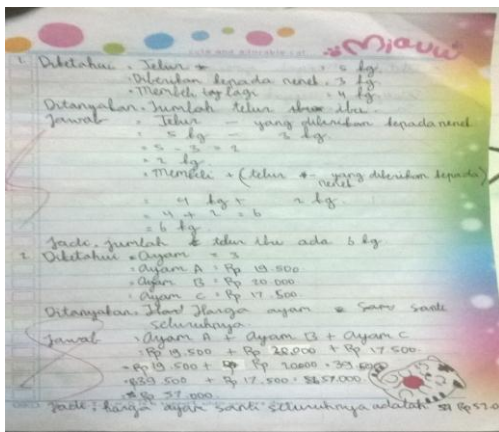 Miauw
1. Diketahui = Telur = 5 kg.
Diberikan kepada nenek = 3 kg
Membeli lagi = 4 kg
Ditanyakan = Jumlah telur ibu.
Jawab = Telur - yang diberikan kepada nenek
= 5 kg - 3 kg.
= 5 - 3 = 2
= 2 kg.
= Membeli + (telur - yang diberikan kepada
nenek)
= 4 kg + 2 kg.
= 4 + 2 = 6
= 6 kg
Jadi, jumlah telur ibu ada 6 kg
2. Diketahui = Ayam = 3
= Ayam A = Rp 19.500
= Ayam B = Rp 20.000
= Ayam C = Rp 17.500.
Ditanyakan = Harga ayam santi
seluruhnya.
Jawab = Ayam A + Ayam B + Ayam C
= Rp 19.500 + Rp 20.000 + Rp 17.500
= Rp 19.500 + Rp 20.000 = 39.500
= Rp 39.500 + Rp 17.500 = 57.000.
= Rp 57.000.
Jadi, harga ayam santi seluruhnya adalah Rp 57.0